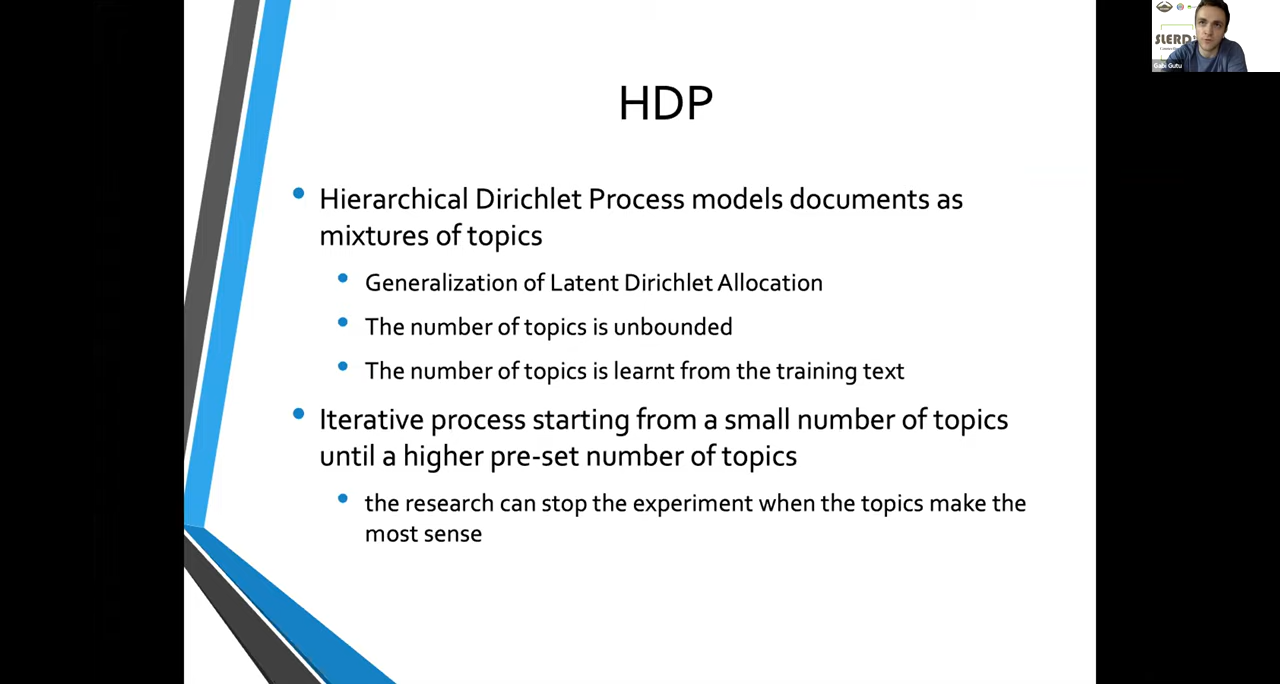 HDP
Hierarchical Dirichlet Process models documents as
mixtures of topics
Generalization of Latent Dirichlet Allocation
The number of topics is unbounded
The number of topics is learnt from the training text
Iterative process starting from a small number of topics
until a higher pre-set number of topics
the research can stop the experiment when the topics make the
most sense
SLERD
Gabi Gutu